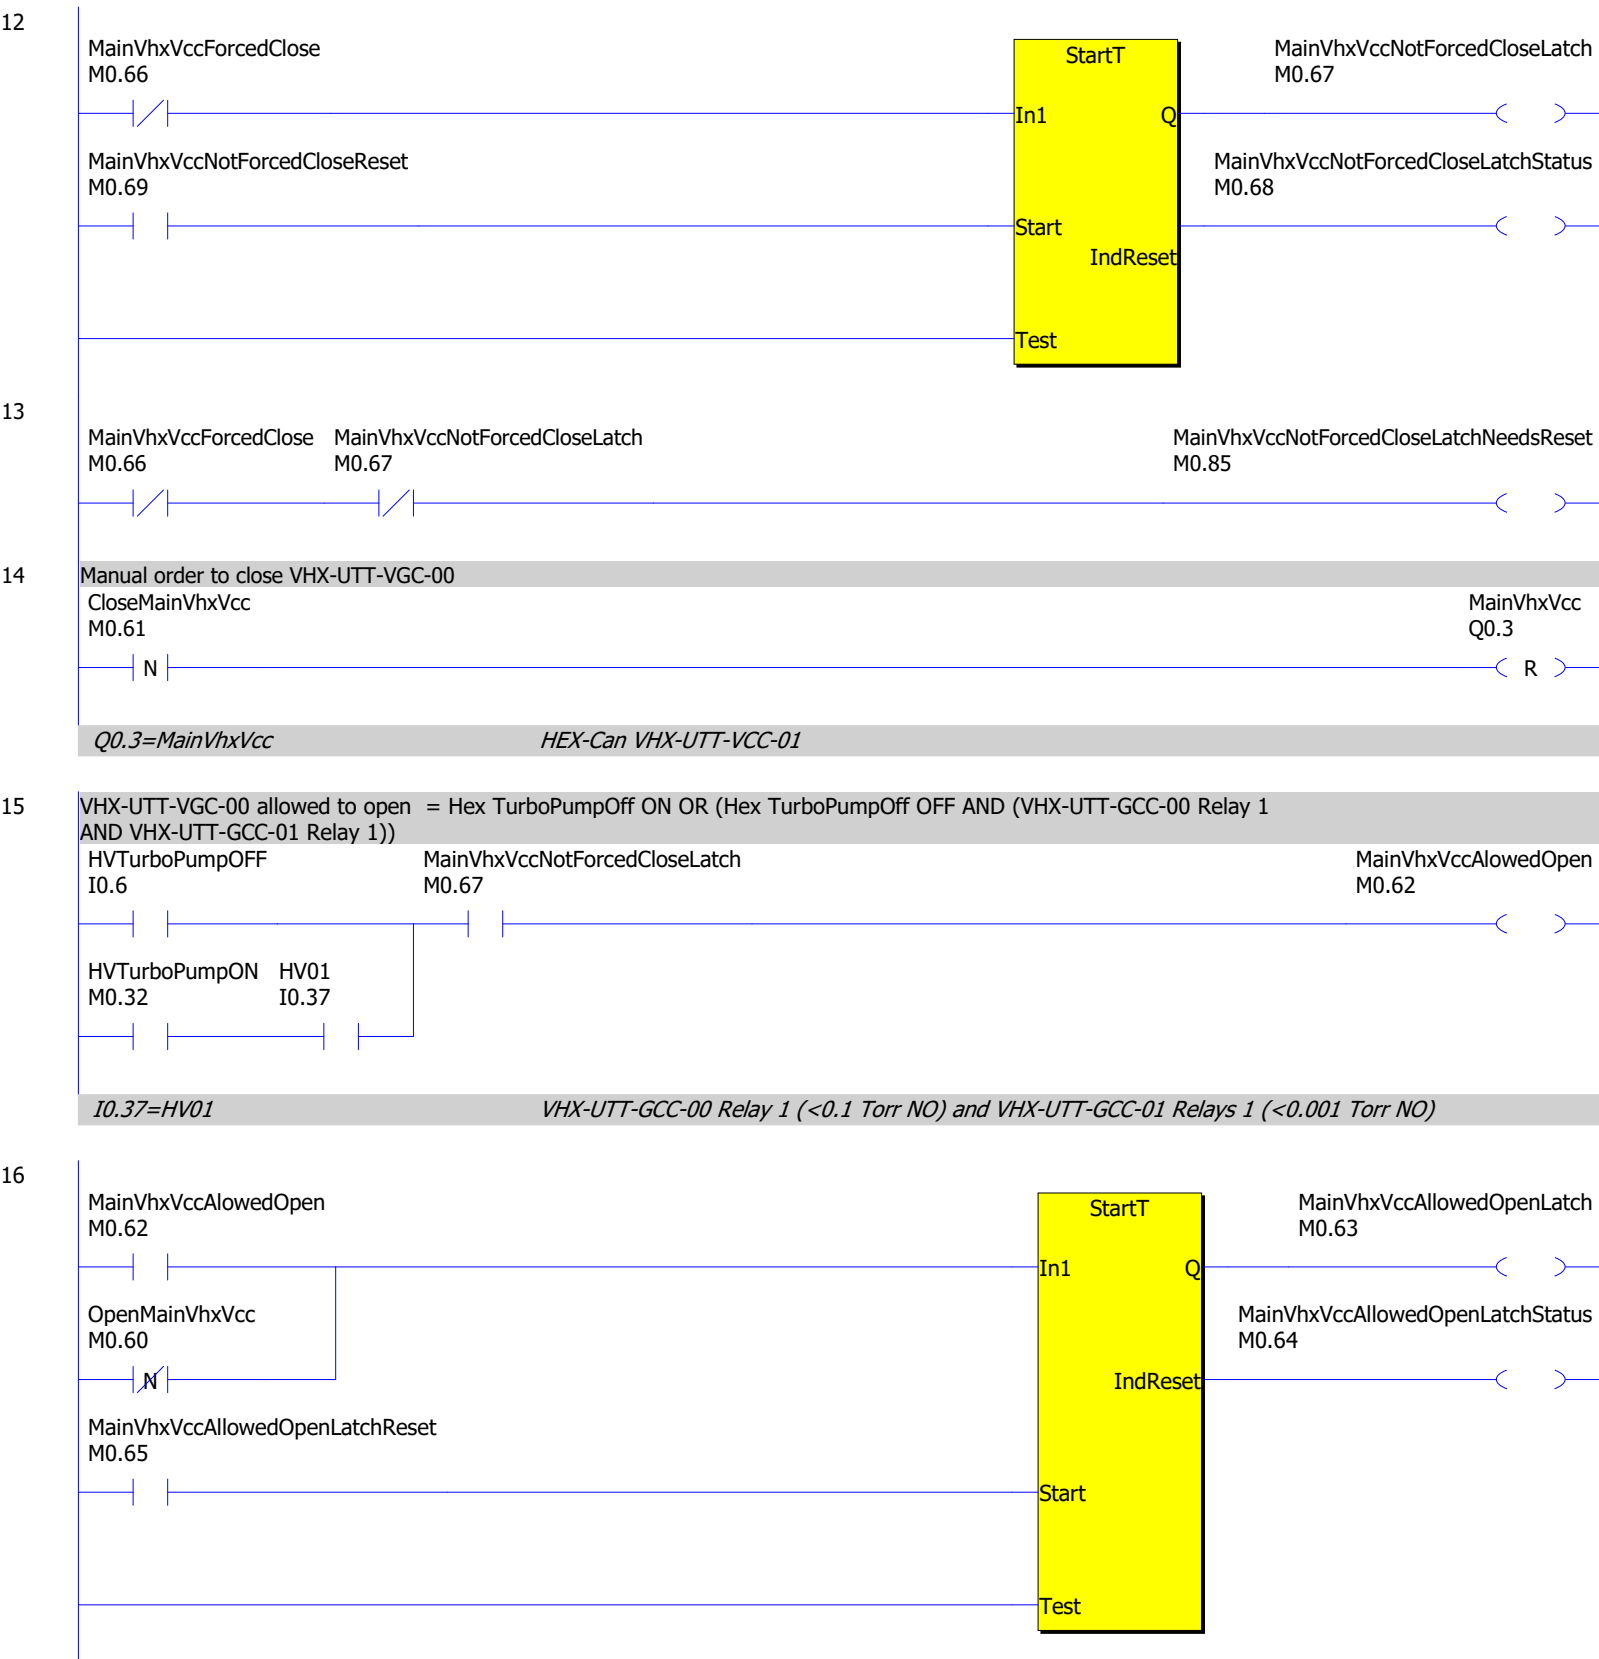 12
MainVhxVccForcedClose
M0.66
StartT
MainVhxVccNotForcedCloseLatch
M0.67
In1
Q
MainVhxVccNotForcedCloseReset
M0.69
MainVhxVccNotForcedCloseLatchStatus
M0.68
Start
IndReset
Test
13
MainVhxVccForcedClose
M0.66
MainVhxVccNotForcedCloseLatch
M0.67
MainVhxVccNotForcedCloseLatchNeedsReset
M0.85
14
Manual order to close VHX-UTT-VGC-00
CloseMainVhxVcc
M0.61
N
MainVhxVcc
Q0.3
R
Q0.3=MainVhxVcc HEX-Can VHX-UTT-VCC-01
15
VHX-UTT-VGC-00 allowed to open = Hex TurboPumpOff ON OR (Hex TurboPumpOff OFF AND (VHX-UTT-GCC-00 Relay 1
AND VHX-UTT-GCC-01 Relay 1))
HVTurboPumpOFF
I0.6
MainVhxVccNotForcedCloseLatch
M0.67
MainVhxVccAlowedOpen
M0.62
HVTurboPumpON
M0.32
HV01
I0.37
I0.37=HV01 VHX-UTT-GCC-00 Relay 1 (<0.1 Torr NO) and VHX-UTT-GCC-01 Relays 1 (<0.001 Torr NO)
16
MainVhxVccAlowedOpen
M0.62
StartT
MainVhxVccAllowedOpenLatch
M0.63
In1
Q
OpenMainVhxVcc
M0.60
N
MainVhxVccAllowedOpenLatchStatus
M0.64
IndReset
MainVhxVccAllowedOpenLatchReset
M0.65
Start
Test